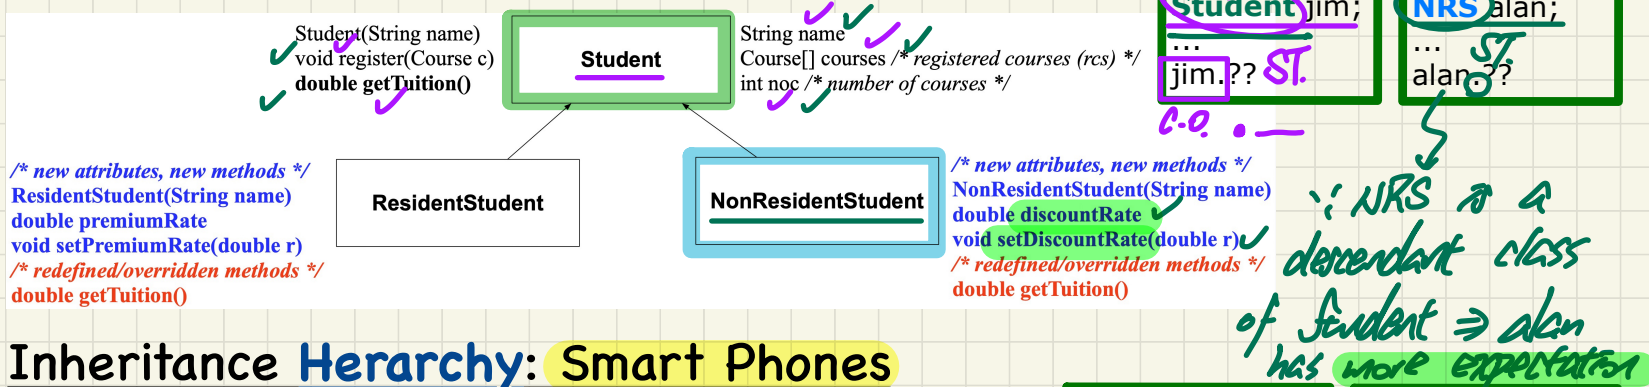 Student(String name)
void register(Course c)
double getTuition()
Student
String name
Course[] courses /* registered courses (rcs) */
int noc /* number of courses */
Student jim;
...
jim.?? ST.
C.O. .
NRS alan;
... ST.
alan.??
/* new attributes, new methods */
ResidentStudent(String name)
double premiumRate
void setPremiumRate(double r)
/* redefined/overridden methods */
double getTuition()
ResidentStudent
NonResidentStudent
/* new attributes, new methods */
NonResidentStudent(String name)
double discountRate
void setDiscountRate(double r)
/* redefined/overridden methods */
double getTuition()
∵ NRS is a
descendant class
of Student ⇒ alan
has more expectation
Inheritance Herarchy: Smart Phones